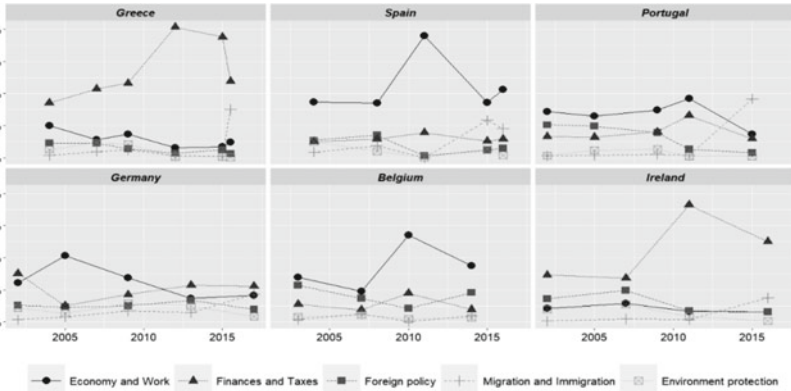 Greece Spain Portugal
Germany Belgium Ireland
2005 2010 2015 2005 2010 2015 2005 2010 2015
Economy and Work Finances and Taxes Foreign policy Migration and Immigration Environment protection